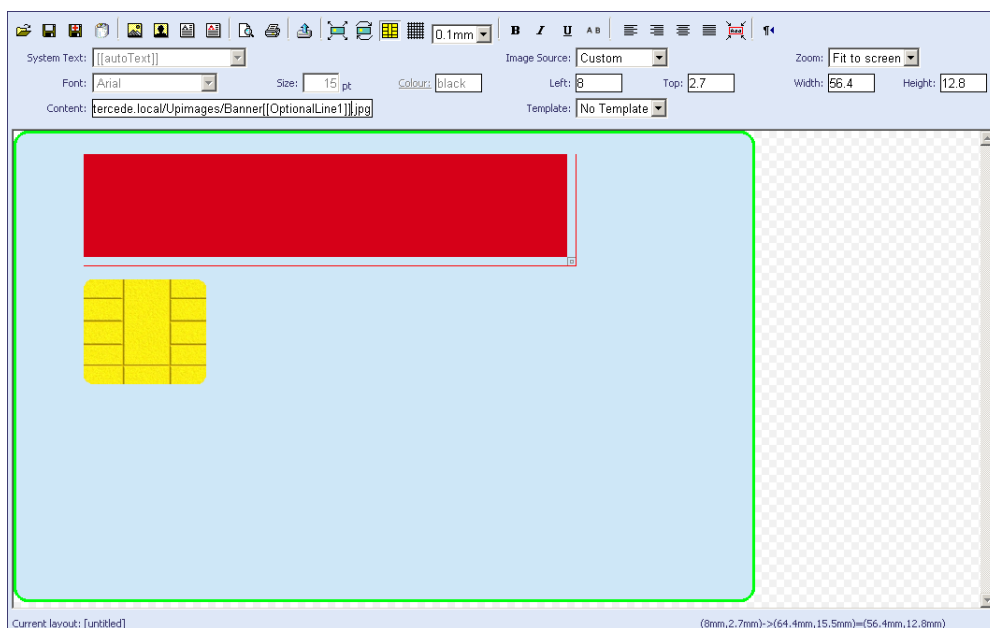 0.1mm B I U A B
System Text: [[autoText]] Image Source: Custom Zoom: Fit to screen
Font: Arial Size: 15 pt Colour: black Left: 8 Top: 2.7 Width: 56.4 Height: 12.8
Content: tercede.local/Upimages/Banner[[OptionalLine1]].jpg Template: No Template
Current layout: [untitled] (8mm,2.7mm)->(64.4mm,15.5mm)=(56.4mm,12.8mm)